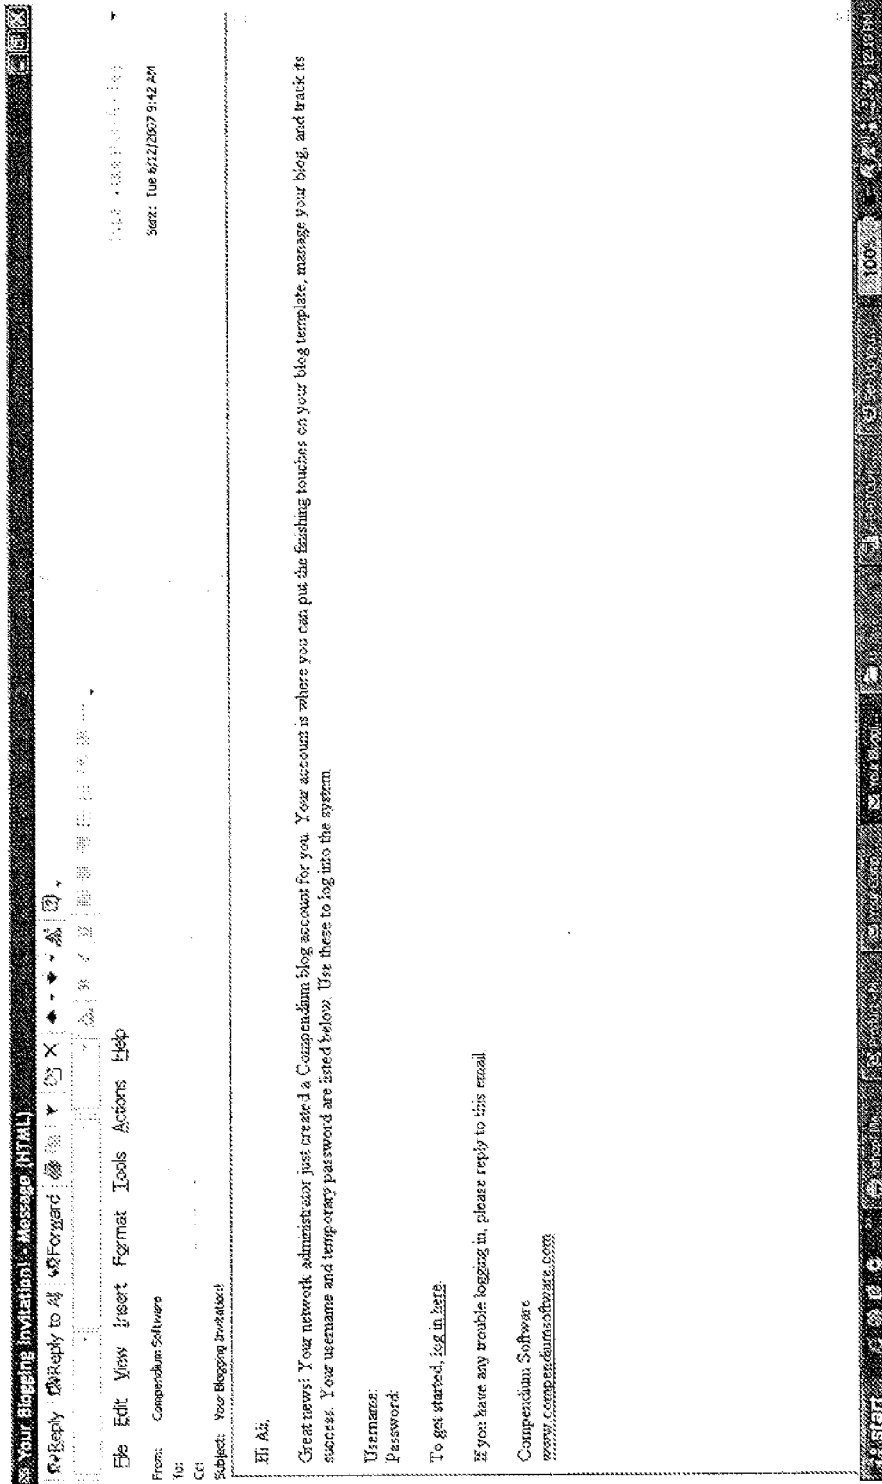 Your Blogging Invitation! - Message (HTML)
Reply Reply to All Forward
File Edit View Insert Format Tools Actions Help
From: Compendium Software
Sent: Tue 6/12/2007 9:42 AM
To:
Cc:
Subject: Your Blogging Invitation!
Hi Ali,
Great news! Your network administrator just created a Compendium blog account for you. Your account is where you can put the finishing touches on your blog template, manage your blog, and track its
success. Your username and temporary password are listed below. Use these to log into the system.
Username:
Password:
To get started, log in here.
If you have any trouble logging in, please reply to this email
Compendium Software
www.compendiumsoftware.com
start
Your Bloggi...
100%